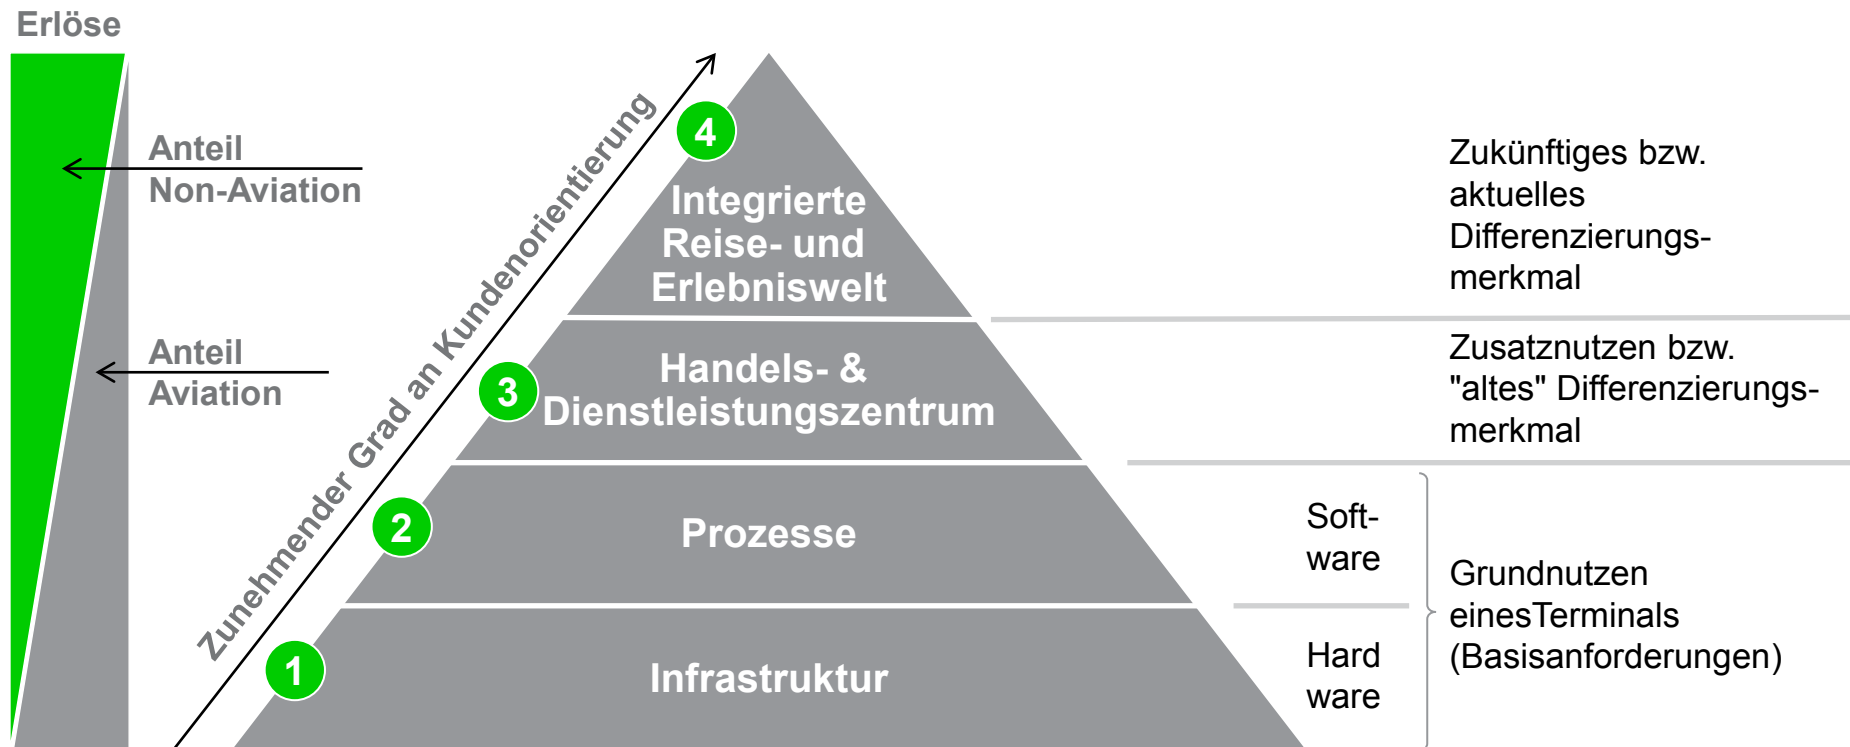 Erlöse
Anteil
Non-Aviation
Anteil
Aviation
Zunehmender Grad an Kundenorientierung
4
Integrierte
Reise- und
Erlebniswelt
Zukünftiges bzw.
aktuelles
Differenzierungs-
merkmal
3
Handels- &
Dienstleistungszentrum
Zusatznutzen bzw.
"altes" Differenzierungs-
merkmal
2
Prozesse
Soft-
ware
1
Infrastruktur
Hard
ware
Grundnutzen
einesTerminals
(Basisanforderungen)